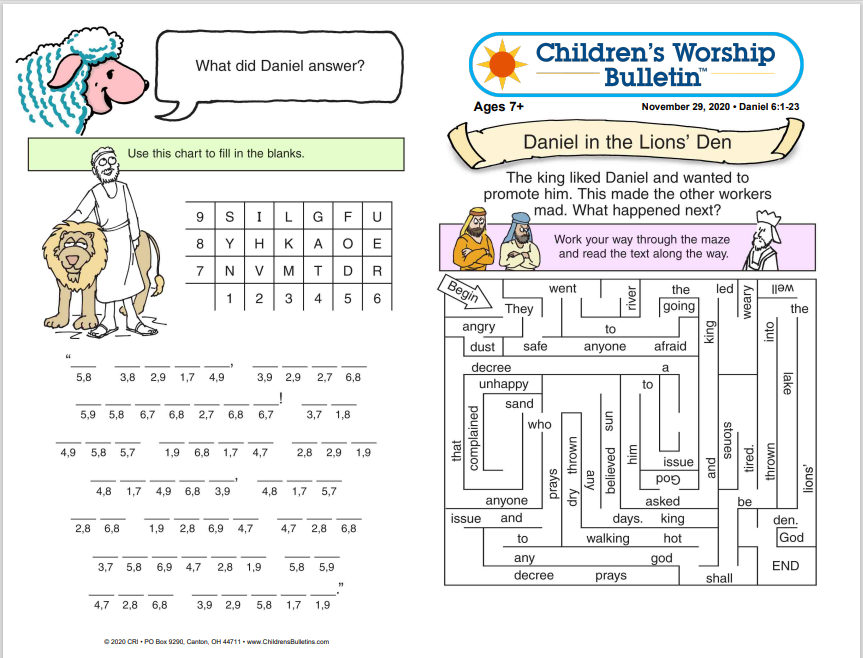 What did Daniel answer?
Use this chart to fill in the blanks.
9 S I L G F U
8 Y H K A O E
7 N V M T D R
1 2 3 4 5 6
“ ,
5,8 3,8 2,9 1,7 4,9 3,9 2,9 2,7 6,8
!
5,9 5,8 6,7 6,8 2,7 6,8 6,7 3,7 1,8
4,9 5,8 5,7 1,9 6,8 1,7 4,7 2,8 2,9 1,9
,
4,8 1,7 4,9 6,8 3,9 4,8 1,7 5,7
2,8 6,8 1,9 2,8 6,9 4,7 4,7 2,8 6,8
3,7 5,8 6,9 4,7 2,8 1,9 5,8 5,9
.”
4,7 2,8 6,8 3,9 2,9 5,8 1,7 1,9
© 2020 CRI • PO Box 9290, Canton, OH 44711 • www.ChildrensBulletins.com
Children's Worship
Bulletin™
Ages 7+
November 29, 2020 • Daniel 6:1-23
Daniel in the Lions’ Den
The king liked Daniel and wanted to
promote him. This made the other workers
mad. What happened next?
Work your way through the maze
and read the text along the way.
Begin
went
river
the
led
weary
well
They
going
the
angry
to
king
into
dust
safe
anyone
afraid
decree
a
lake
unhappy
to
sand
who
that
complained
prays
dry
thrown
any
believed
sun
him
issue
God
and
stones
tired.
thrown
lions’
anyone
asked
be
issue
and
days.
king
den.
to
walking
hot
God
any
god
END
decree
prays
shall